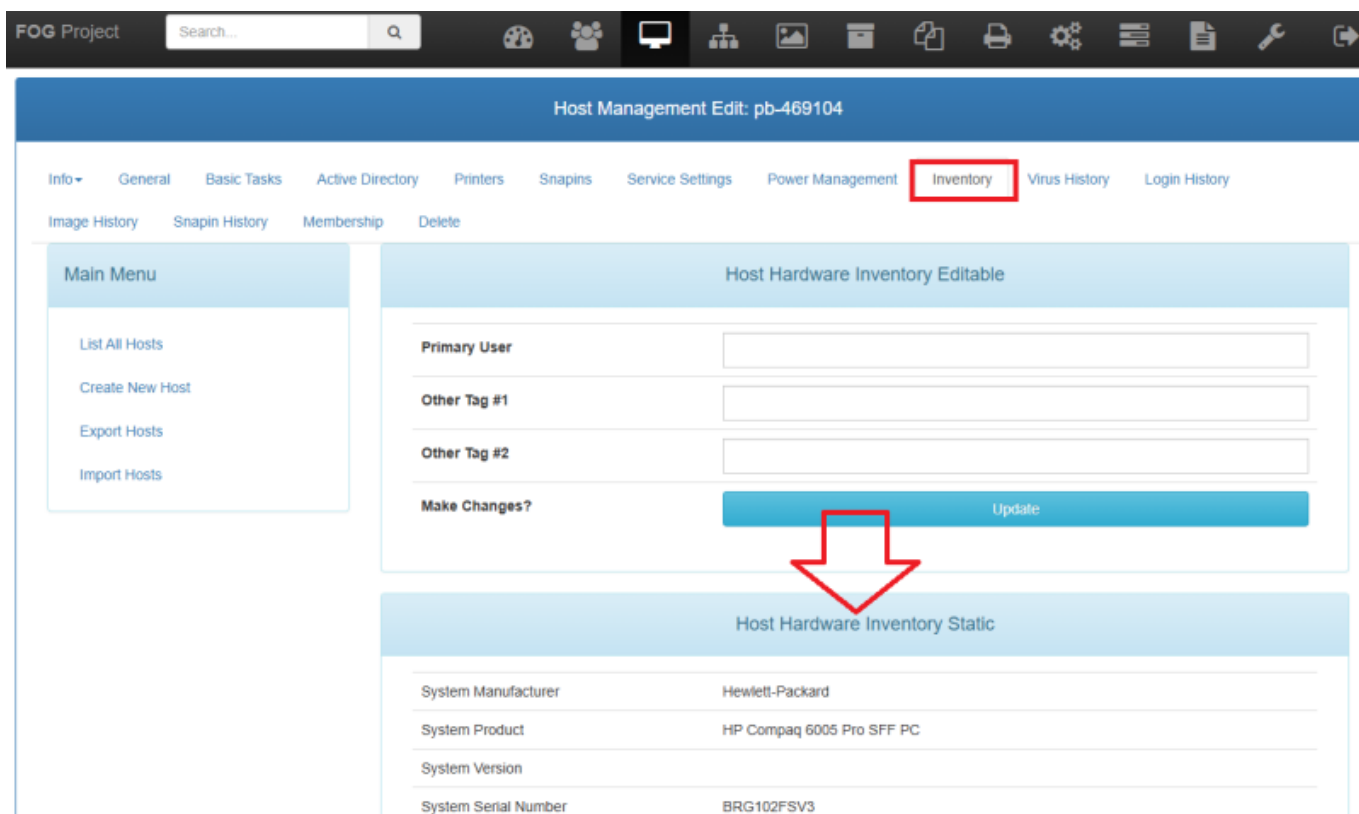 FOG Project Search...
Host Management Edit: pb-469104
Info General Basic Tasks Active Directory Printers Snapins Service Settings Power Management Inventory Virus History Login History
Image History Snapin History Membership Delete
Main Menu
List All Hosts
Create New Host
Export Hosts
Import Hosts
Host Hardware Inventory Editable
Primary User
Other Tag #1
Other Tag #2
Make Changes? Update
Host Hardware Inventory Static
System Manufacturer Hewlett-Packard
System Product HP Compaq 6005 Pro SFF PC
System Version
System Serial Number BRG102FSV3